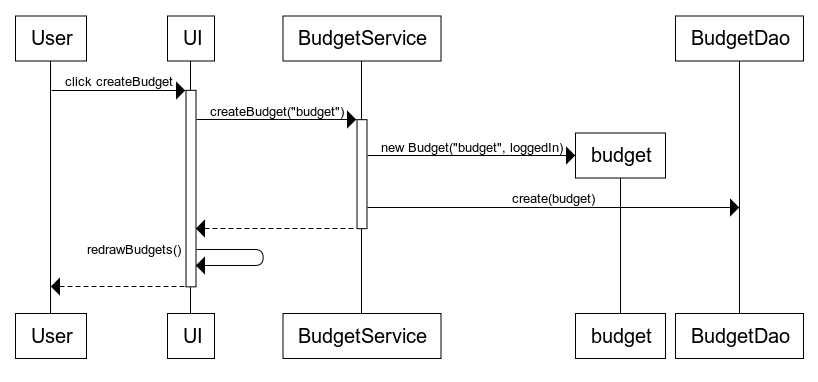 User
UI
BudgetService
BudgetDao
click createBudget
createBudget("budget")
new Budget("budget", loggedIn)
budget
create(budget)
redrawBudgets()
User
UI
BudgetService
budget
BudgetDao